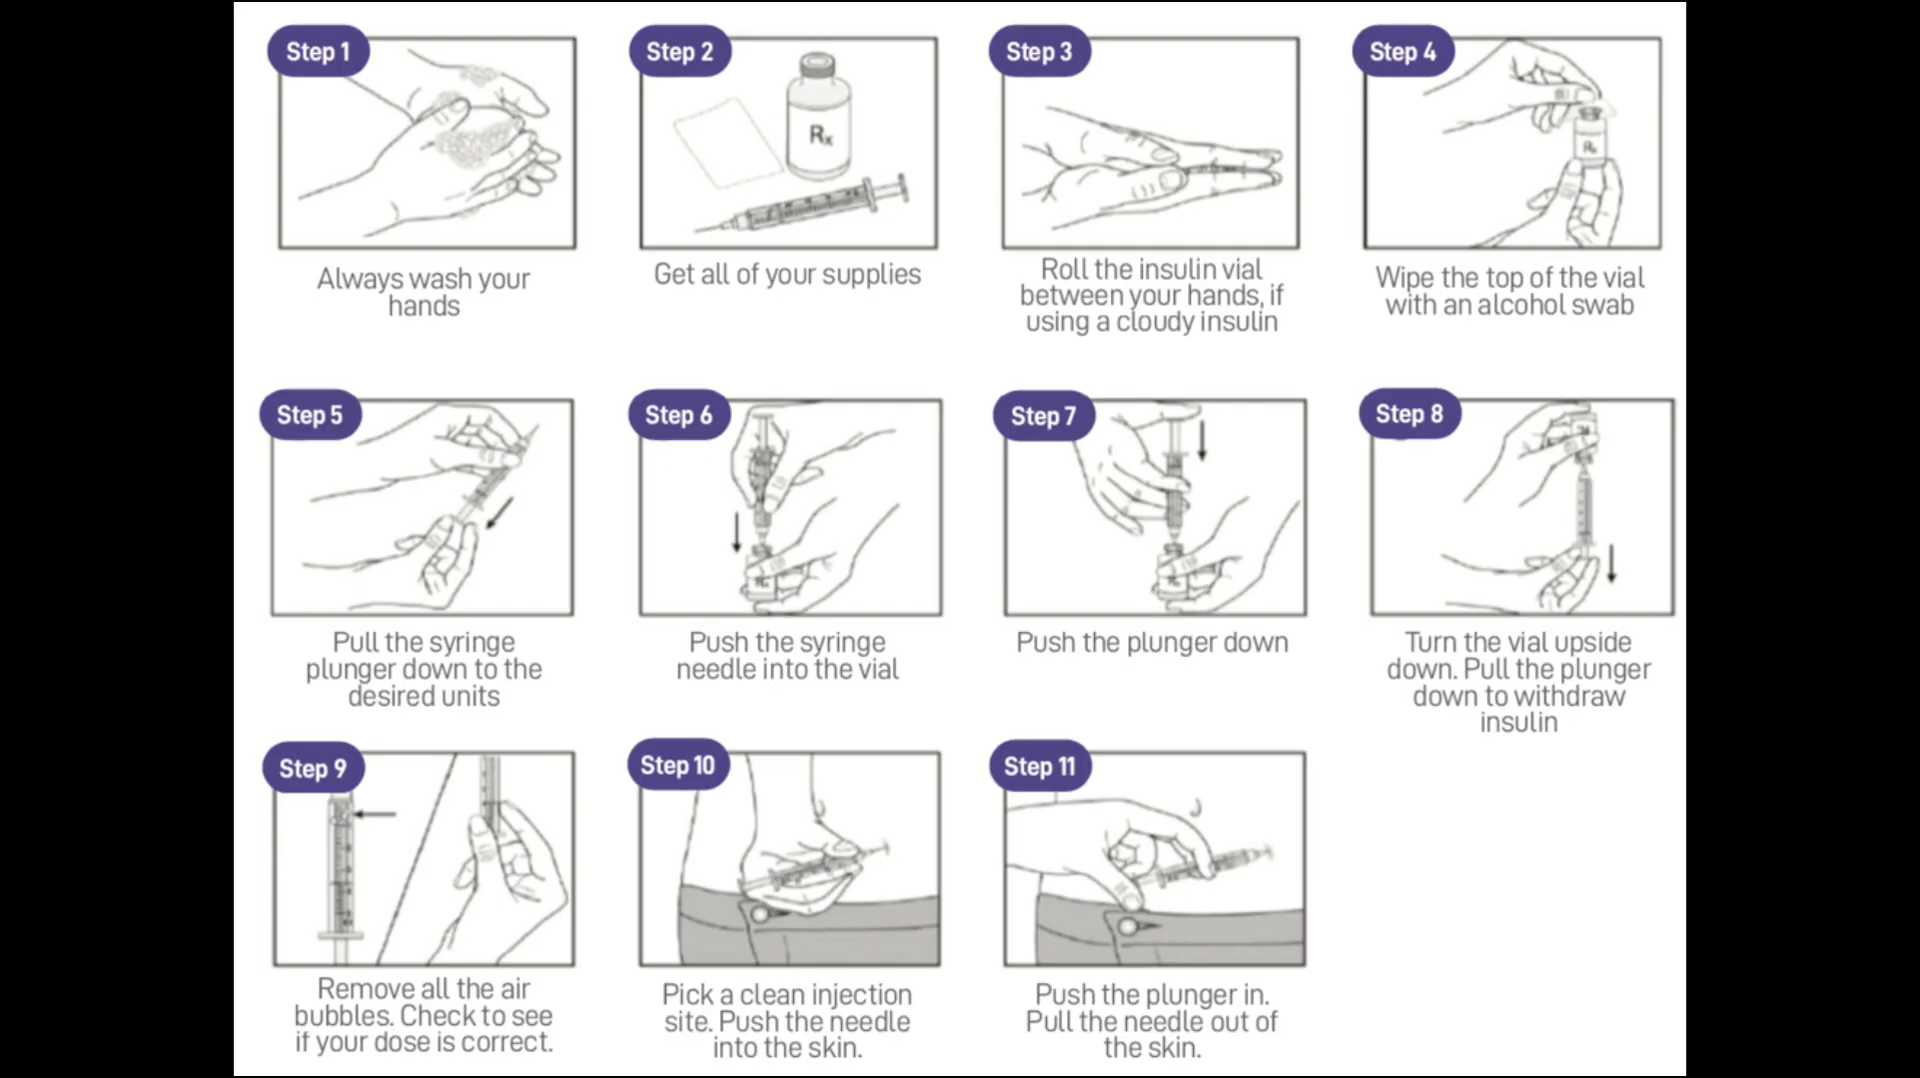 Step 1
Always wash your
hands
Step 2
Rx
Get all of your supplies
Step 3
Roll the insulin vial
between your hands, if
using a cloudy insulin
Step 4
Rx
Wipe the top of the vial
with an alcohol swab
Step 5
Pull the syringe
plunger down to the
desired units
Step 6
Rx
Push the syringe
needle into the vial
Step 7
Rx
Push the plunger down
Step 8
Turn the vial upside
down. Pull the plunger
down to withdraw
insulin
Step 9
Remove all the air
bubbles. Check to see
if your dose is correct.
Step 10
Pick a clean injection
site. Push the needle
into the skin.
Step 11
Push the plunger in.
Pull the needle out of
the skin.